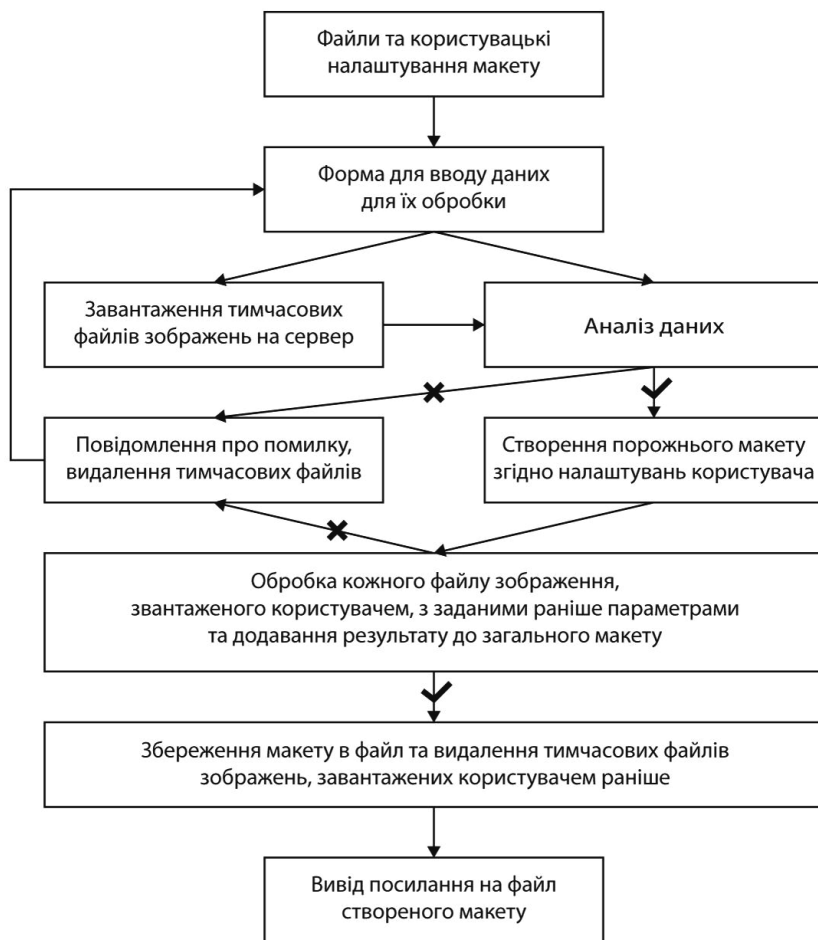 Файли та користувацькі
налаштування макету
Форма для вводу даних
для їх обробки
Завантаження тимчасових
файлів зображень на сервер
Аналіз даних
Повідомлення про помилку,
видалення тимчасових файлів
Створення порожнього макету
згідно налаштувань користувача
Обробка кожного файлу зображення,
звантаженого користувачем, з заданими раніше параметрами
та додавання результату до загального макету
Збереження макету в файл та видалення тимчасових файлів
зображень, завантажених користувачем раніше
Вивід посилання на файл
створеного макету